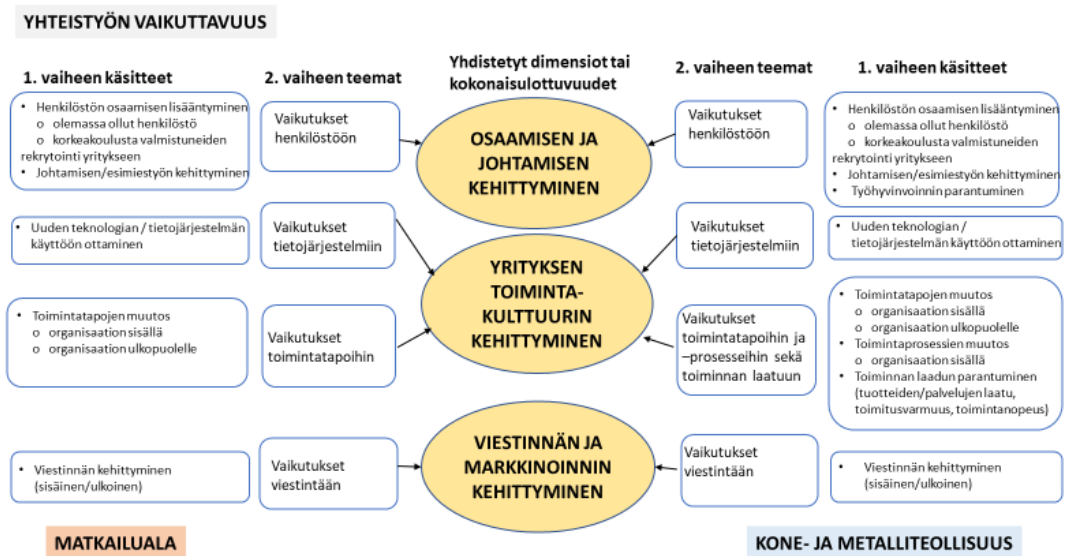 YHTEISTYÖN VAIKUTTAVUUS
1. vaiheen käsitteet
2. vaiheen teemat
Yhdistetyt dimensiot tai
kokonaisulottuvuudet
2. vaiheen teemat
1. vaiheen käsitteet
• Henkilöstön osaamisen lisääntyminen
o olemassa ollut henkilöstö
o korkeakoulusta valmistuneiden
rekrytointi yritykseen
• Johtamisen/esimiestyön kehittyminen
Vaikutukset
henkilöstöön
OSAAMISEN JA
JOHTAMISEN
KEHITTYMINEN
Vaikutukset
henkilöstöön
• Henkilöstön osaamisen lisääntyminen
o olemassa ollut henkilöstö
o korkeakoulusta valmistuneiden
rekrytointi yritykseen
• Johtamisen/esimiestyön kehittyminen
• Työhyvinvoinnin parantuminen
• Uuden teknologian / tietojärjestelmän
käyttöön ottaminen
Vaikutukset
tietojärjestelmiin
YRITYKSEN
TOIMINTA-
KULTTUURIN
KEHITTYMINEN
Vaikutukset
tietojärjestelmiin
• Uuden teknologian /
tietojärjestelmän käyttöön ottaminen
• Toimintatapojen muutos
o organisaation sisällä
o organisaation ulkopuolelle
Vaikutukset
toimintatapoihin
Vaikutukset
toimintatapoihin ja
–prosesseihin sekä
toiminnan laatuun
• Toimintatapojen muutos
o organisaation sisällä
o organisaation ulkopuolelle
• Toimintaprosessien muutos
o organisaation sisällä
• Toiminnan laadun parantuminen
(tuotteiden/palvelujen laatu,
toimitusvarmuus, toimintanopeus)
• Viestinnän kehittyminen
(sisäinen/ulkoinen)
Vaikutukset
viestintään
VIESTINNÄN JA
MARKKINOINNIN
KEHITTYMINEN
Vaikutukset
viestintään
• Viestinnän kehittyminen
(sisäinen/ulkoinen)
MATKAILUALA
KONE- JA METALLITEOLLISUUS